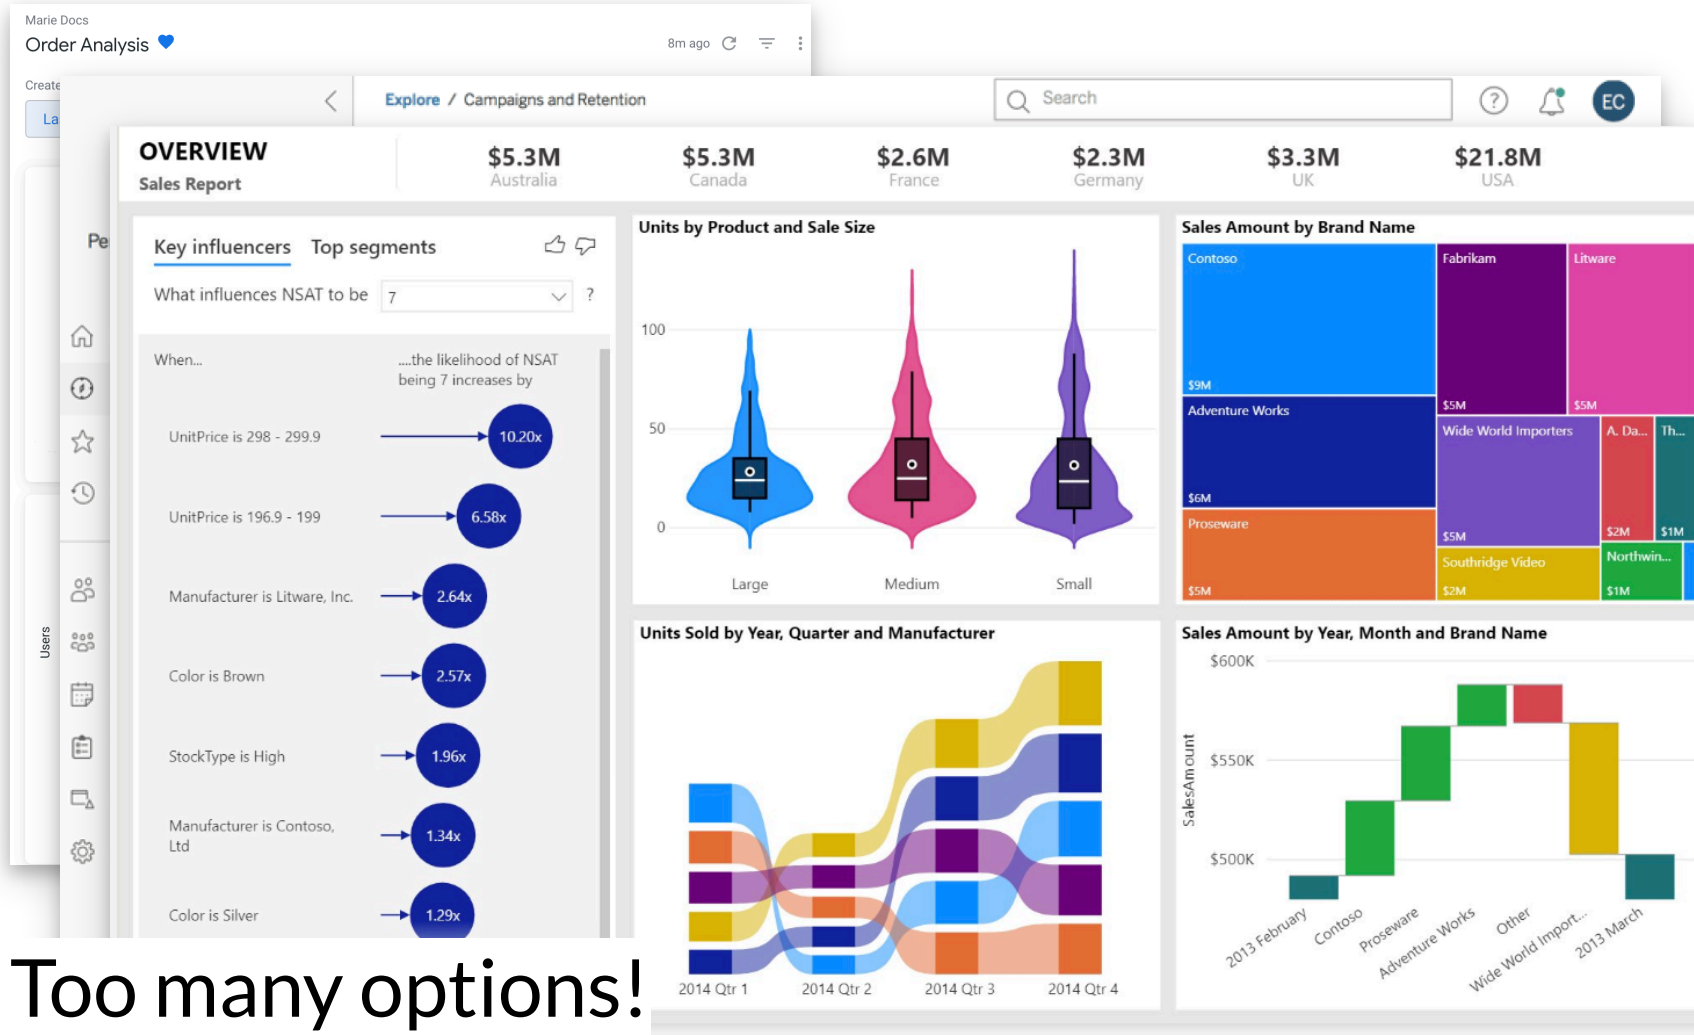 Marie Docs
Order Analysis
8m ago
Create
La
Explore / Campaigns and Retention
Search
EC
Pe
Users
OVERVIEW
Sales Report
$5.3M
Australia
$5.3M
Canada
$2.6M
France
$2.3M
Germany
$3.3M
UK
$21.8M
USA
Key influencers Top segments
What influences NSAT to be 7 ?
When...
....the likelihood of NSAT
being 7 increases by
UnitPrice is 298 - 299.9 10.20x
UnitPrice is 196.9 - 199 6.58x
Manufacturer is Litware, Inc. 2.64x
Color is Brown 2.57x
StockType is High 1.96x
Manufacturer is Contoso,
Ltd 1.34x
Color is Silver 1.29x
Units by Product and Sale Size
100
50
0
Large Medium Small
Sales Amount by Brand Name
Contoso
$9M
Adventure Works
$6M
Proseware
$5M
Fabrikam
$5M
Litware
$5M
Wide World Importers
$5M
A. Da...
$2M
Th...
$1M
Southridge Video
$2M
Northwin...
$1M
Units Sold by Year, Quarter and Manufacturer
2014 Qtr 1 2014 Qtr 2 2014 Qtr 3 2014 Qtr 4
Sales Amount by Year, Month and Brand Name
SalesAmount
$600K
$550K
$500K
2013 February
Contoso
Proseware
Adventure Works
Other
Wide World Import...
2013 March
Too many options!